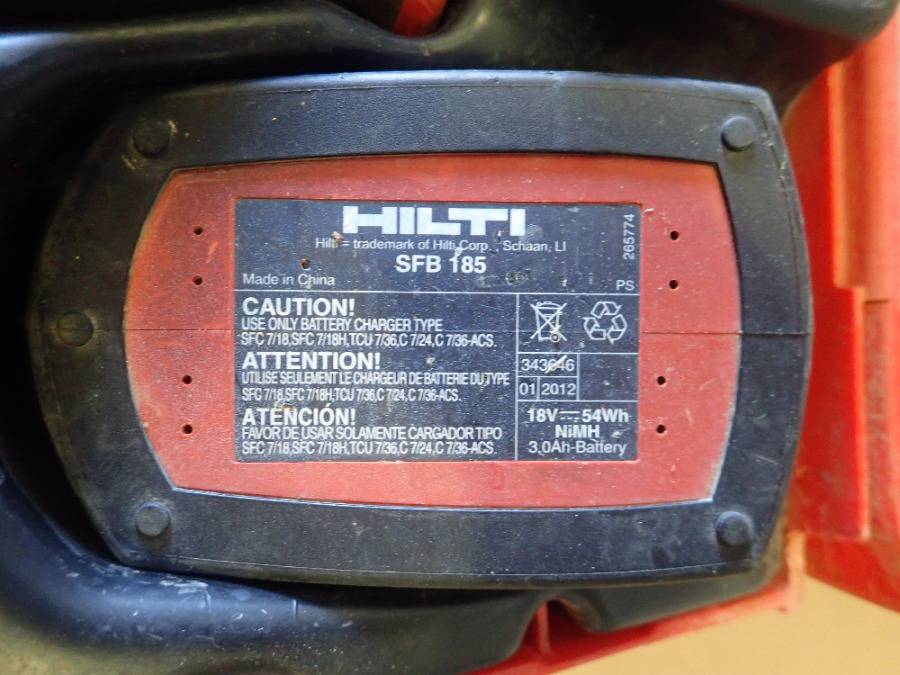 HILTI
Hilti = trademark of Hilti Corp., Schaan, LI
265774
SFB 185
Made in China
PS
CAUTION!
USE ONLY BATTERY CHARGER TYPE
SFC 7/18,SFC 7/18H,TCU 7/36,C 7/24,C 7/36-ACS.
ATTENTION!
UTILISE SEULEMENT LE CHARGEUR DE BATTERIE DU TYPE
SFC 7/18,SFC 7/18H,TCU 7/36,C 7/24,C 7/36-ACS.
ATENCIÓN!
FAVOR DE USAR SOLAMENTE CARGADOR TIPO
SFC 7/18,SFC 7/18H,TCU 7/36,C 7/24,C 7/36-ACS.
343646
01 2012
18V⎓54Wh
NiMH
3.0Ah-Battery